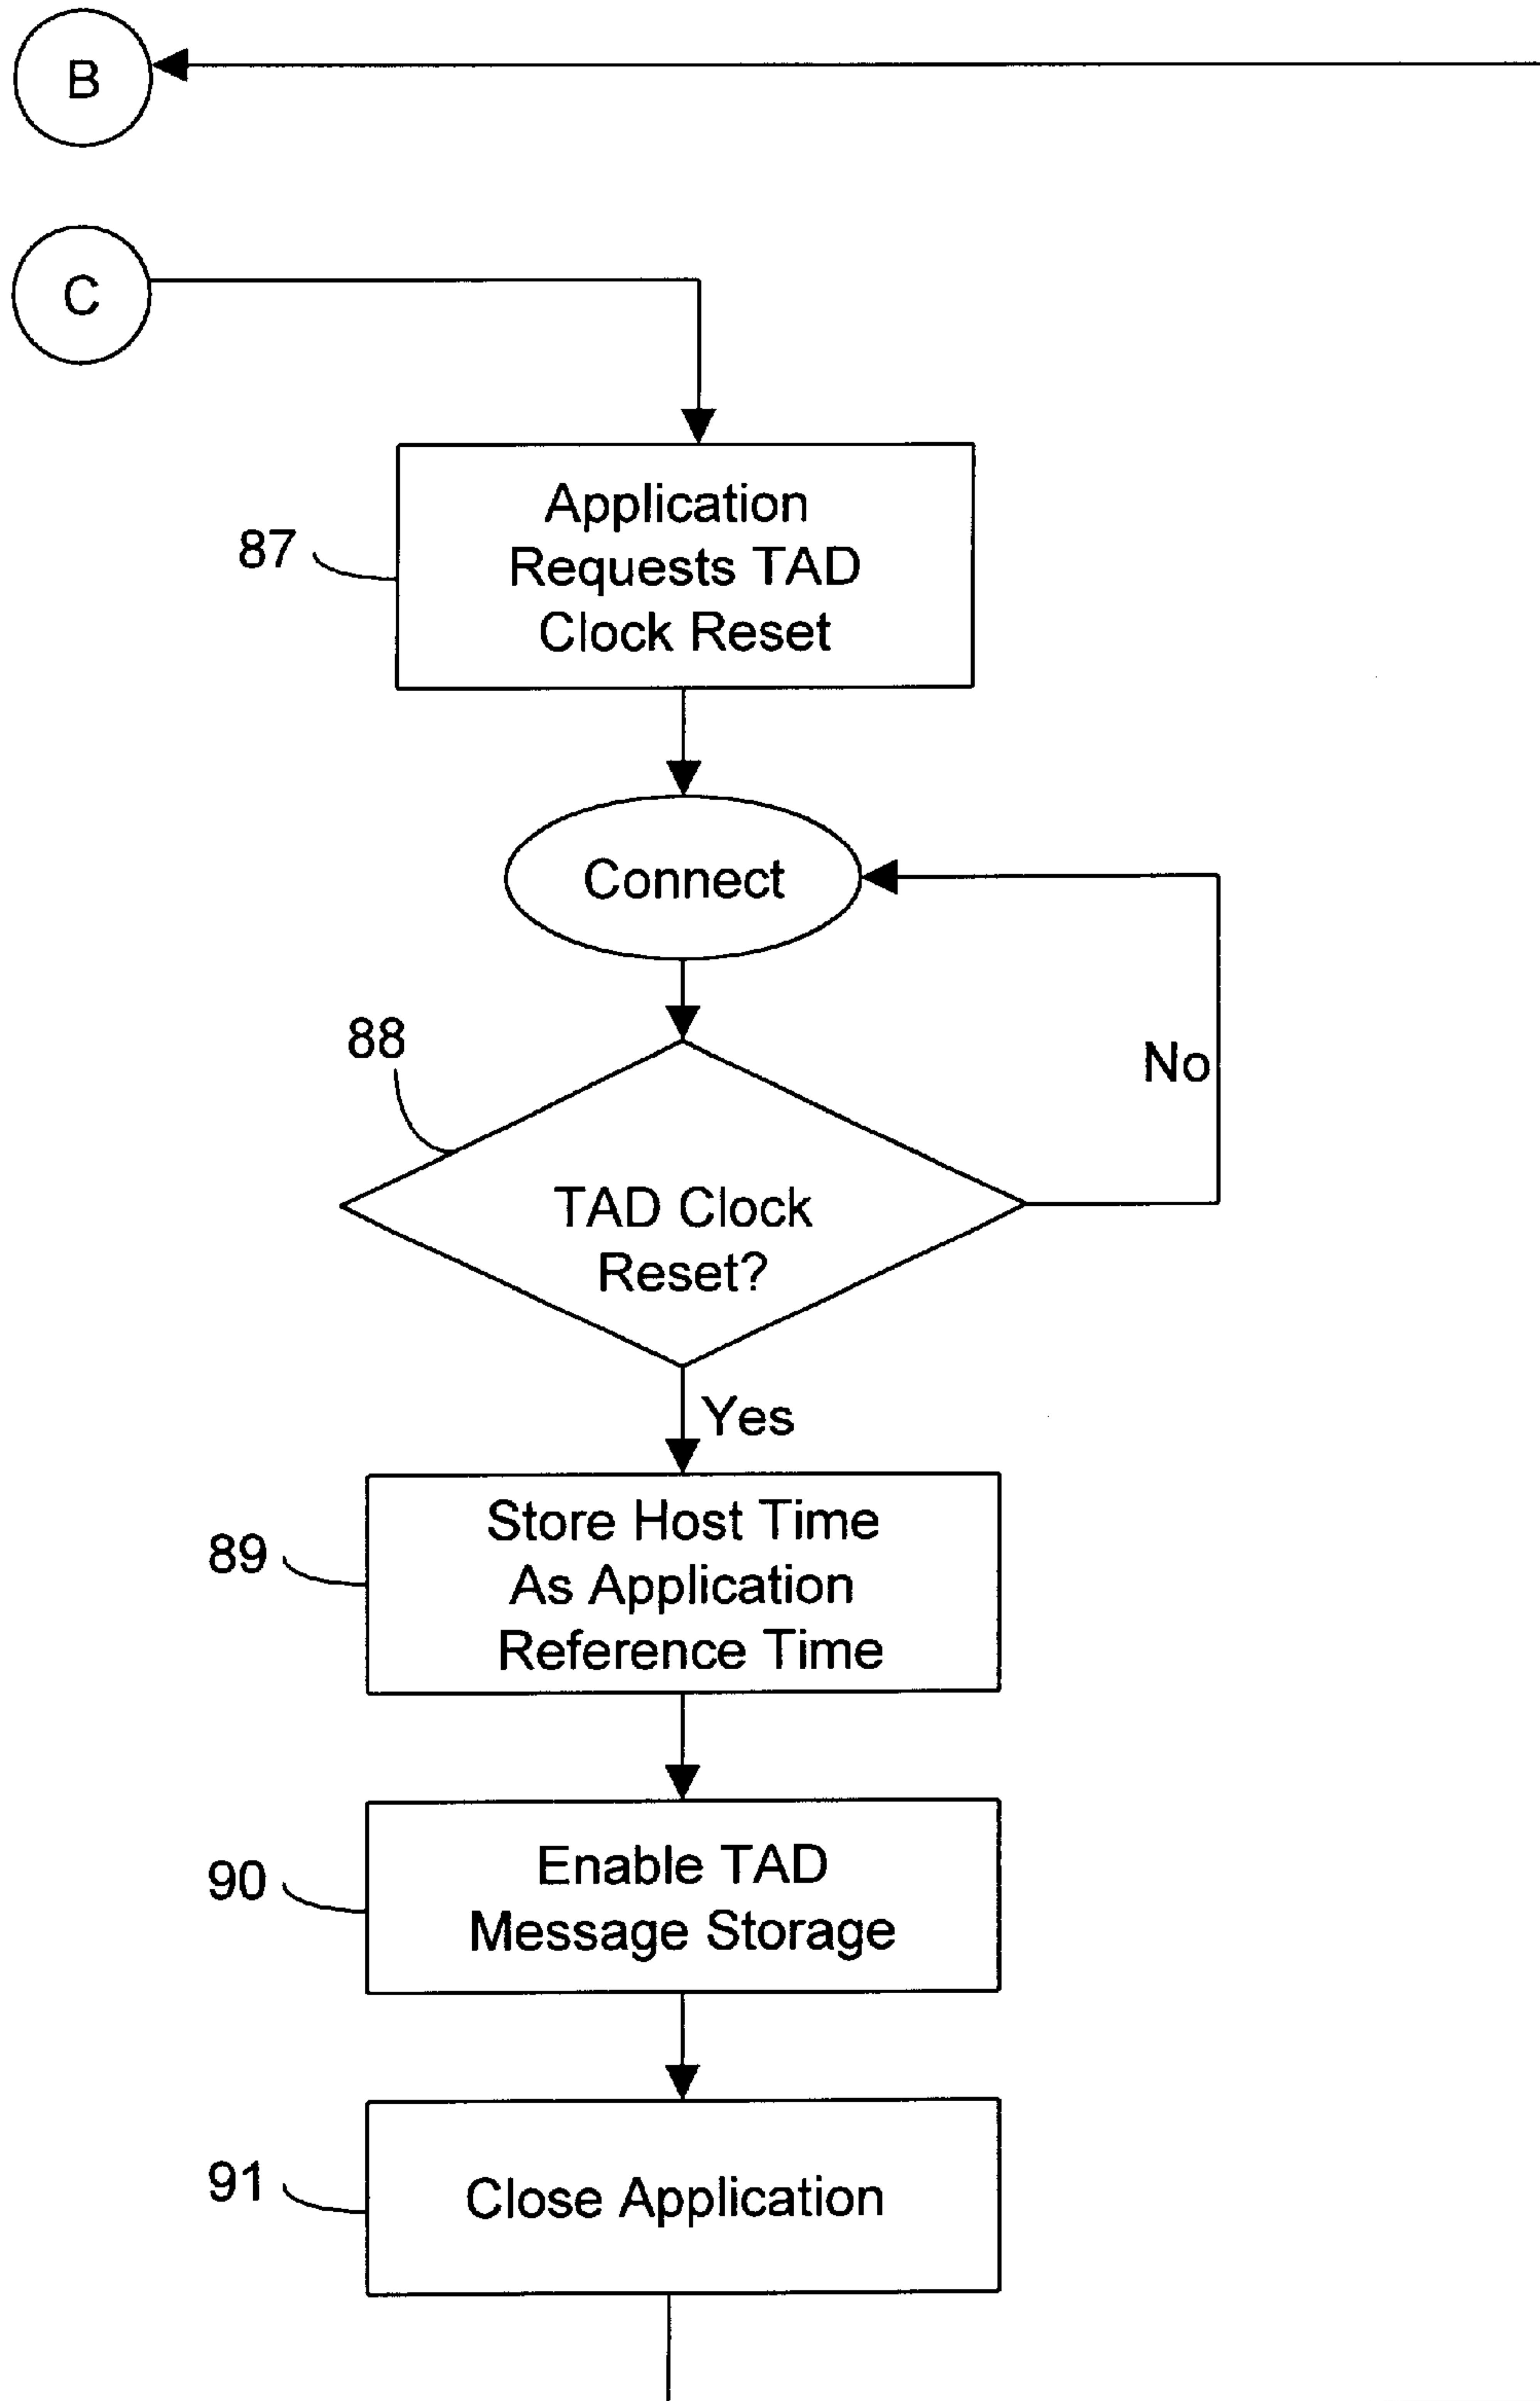 B
C
87
Application
Requests TAD
Clock Reset
Connect
88
No
TAD Clock
Reset?
Yes
89
Store Host Time
As Application
Reference Time
90
Enable TAD
Message Storage
91
Close Application